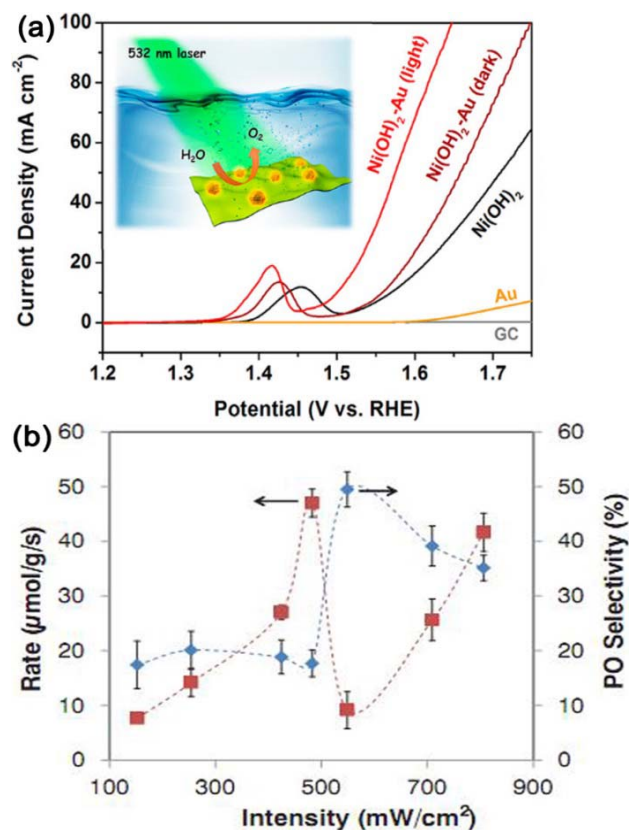 (a)
100
80
60
40
20
0
Current Density (mA cm⁻²)
532 nm laser
H₂O
O₂
Ni(OH)₂-Au (light)
Ni(OH)₂-Au (dark)
Ni(OH)₂
Au
GC
1.2 1.3 1.4 1.5 1.6 1.7
Potential (V vs. RHE)
(b)
60
50
40
30
20
10
0
Rate (µmol/g/s)
60
50
40
30
20
10
0
PO Selectivity (%)
100 300 500 700 900
Intensity (mW/cm²)